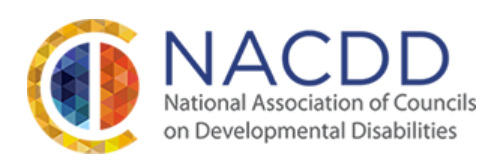 NACDD
National Association of Councils
on Developmental Disabilities